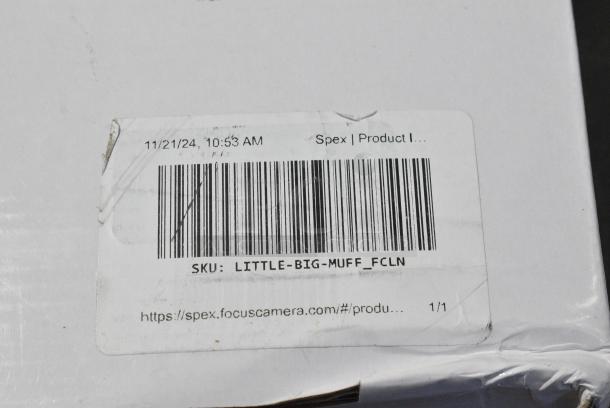 11/21/24, 10:53 AM Spex | Product I...
SKU: LITTLE-BIG-MUFF_FCLN
https://spex.focuscamera.com/#/produ... 1/1